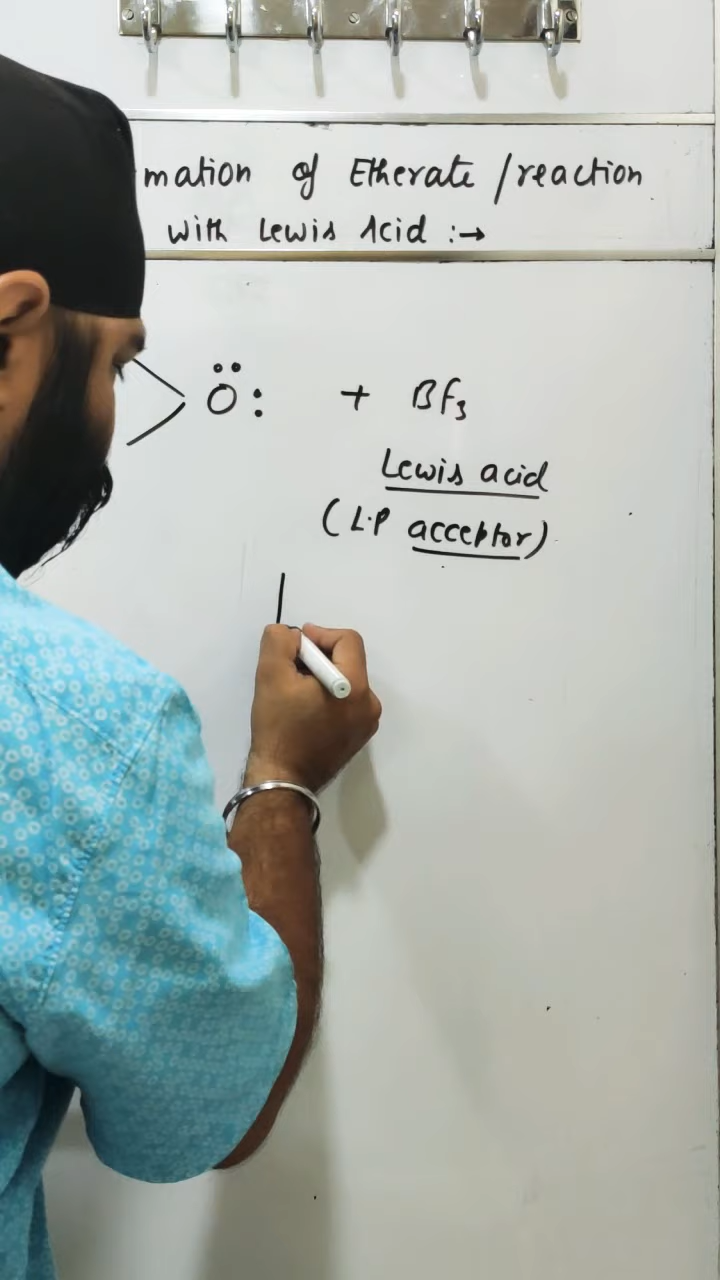 mation of Etherate / reaction
with Lewis Acid :→
Ö: + BF3
Lewis acid
(L.P acceptor)